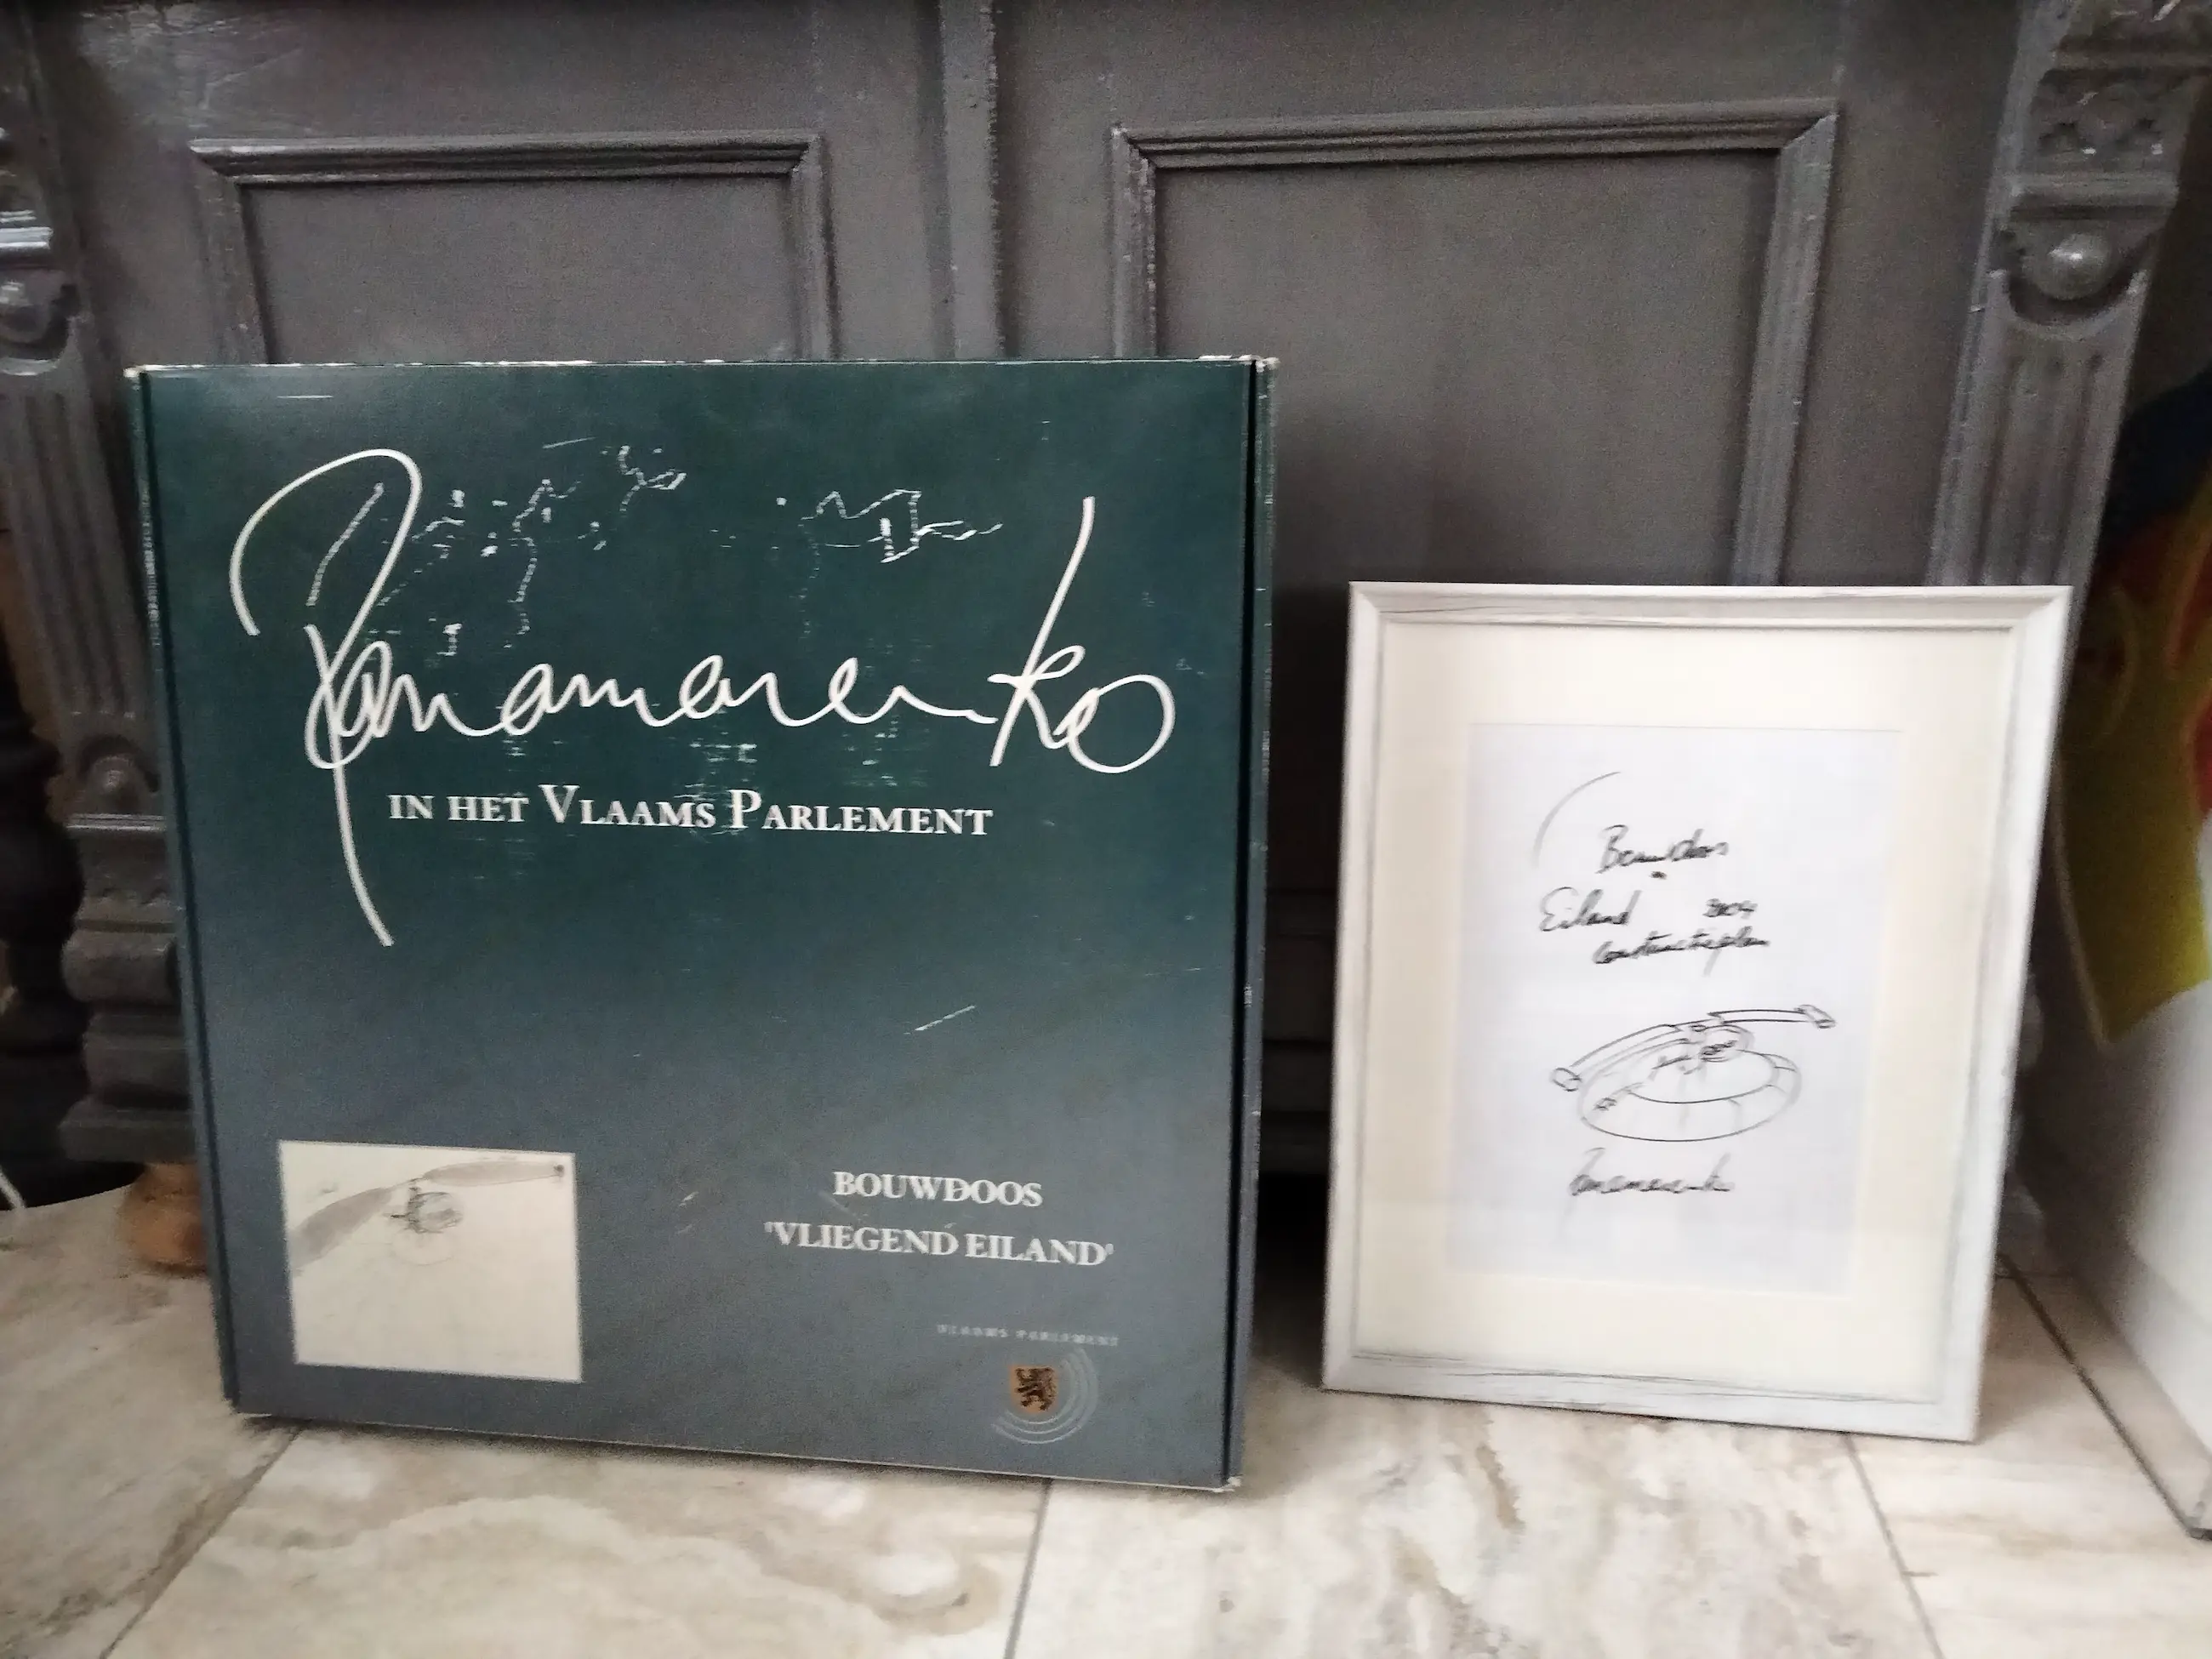 Panamarenko
IN HET VLAAMS PARLEMENT
BOUWDOOS
'VLIEGEND EILAND'
VLAAMS PARLEMENT
Bouwdoos
Eiland 2004
Constructieplan
Panamarenko